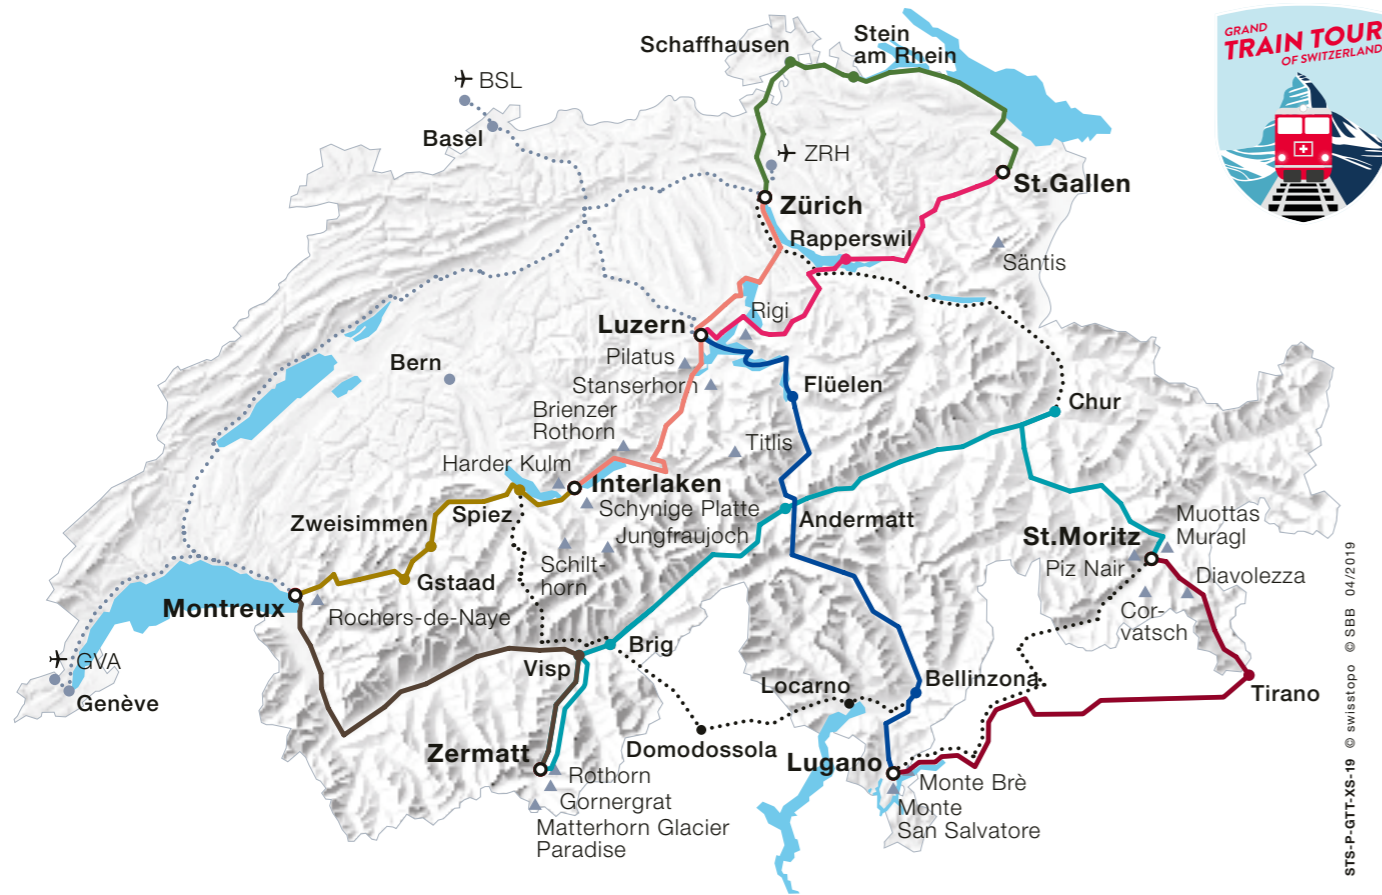 GRAND
TRAIN TOUR
OF SWITZERLAND
Schaffhausen
Stein
am Rhein
BSL
Basel
ZRH
St.Gallen
Zürich
Rapperswil
Säntis
Rigi
Luzern
Pilatus
Stanserhorn
Bern
Flüelen
Chur
Brienzer
Rothorn
Titlis
Harder Kulm
Interlaken
Schynige Platte
Jungfraujoch
Spiez
Zweisimmen
Andermatt
Schilt-
horn
Gstaad
Muottas
Muragl
St.Moritz
Piz Nair
Diavolezza
Cor-
vatsch
Montreux
Rochers-de-Naye
GVA
Genève
Visp
Brig
Locarno
Bellinzona
Tirano
Domodossola
Zermatt
Lugano
Rothorn
Gornergrat
Matterhorn Glacier
Paradise
Monte Brè
Monte
San Salvatore
STS-P-GTT-XS-19 © swisstopo © SBB 04/2019